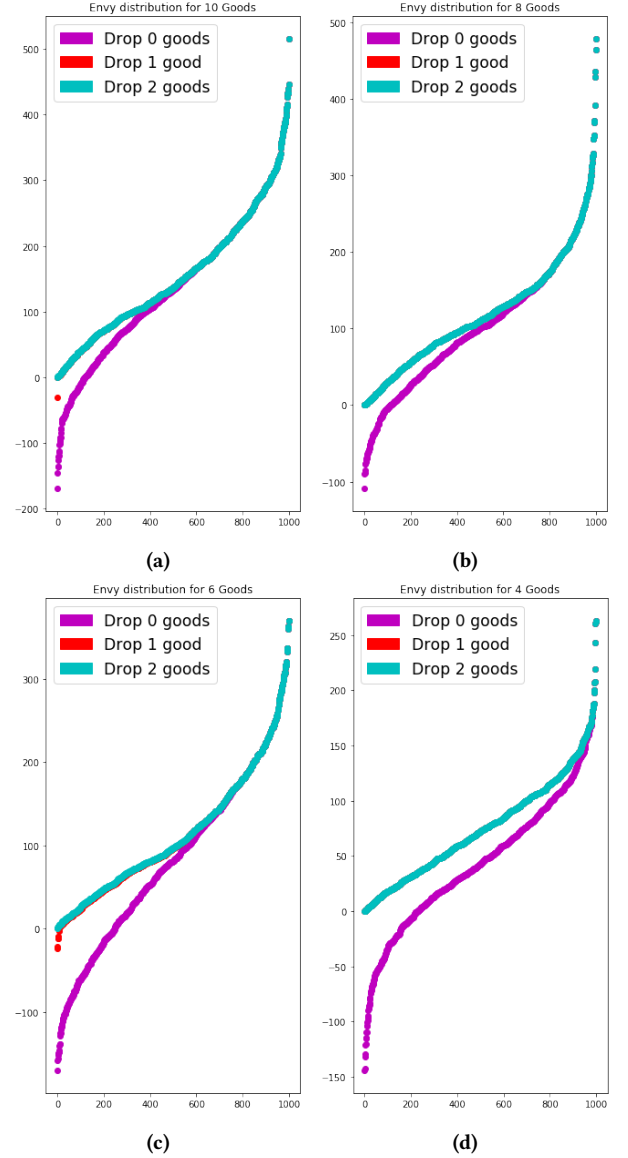 Envy distribution for 10 Goods
Drop 0 goods
Drop 1 good
Drop 2 goods
500
400
300
200
100
0
−100
−200
0 200 400 600 800 1000
(a)
Envy distribution for 8 Goods
Drop 0 goods
Drop 1 good
Drop 2 goods
500
400
300
200
100
0
−100
0 200 400 600 800 1000
(b)
Envy distribution for 6 Goods
Drop 0 goods
Drop 1 good
Drop 2 goods
300
200
100
0
−100
0 200 400 600 800 1000
(c)
Envy distribution for 4 Goods
Drop 0 goods
Drop 1 good
Drop 2 goods
250
200
150
100
50
0
−50
−100
−150
0 200 400 600 800 1000
(d)